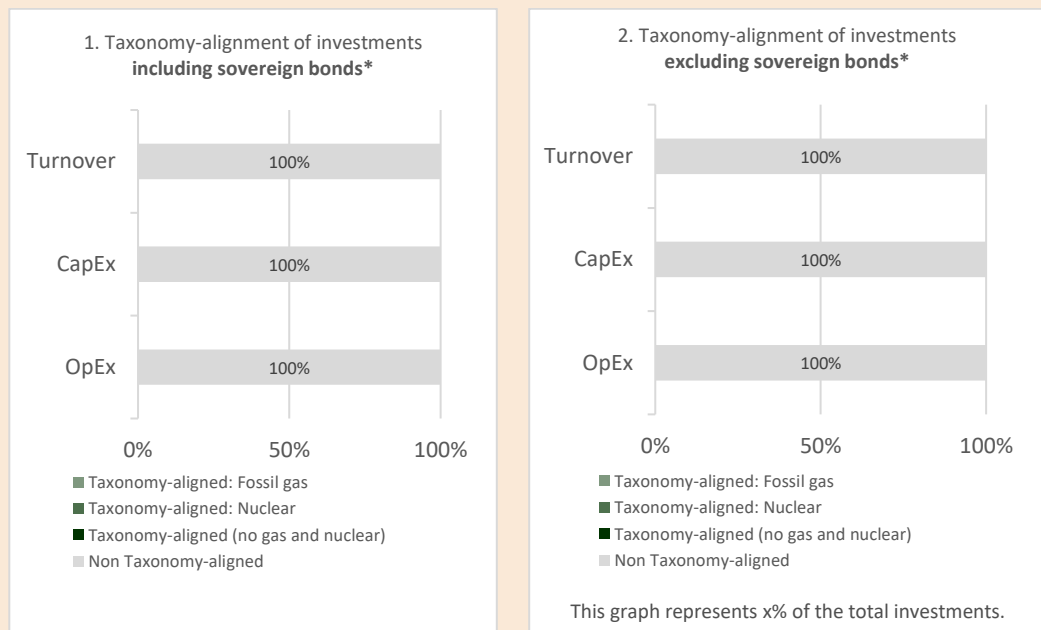 1. Taxonomy-alignment of investments
including sovereign bonds*
Turnover
100%
CapEx
100%
OpEx
100%
0%
50%
100%
Taxonomy-aligned: Fossil gas
Taxonomy-aligned: Nuclear
Taxonomy-aligned (no gas and nuclear)
Non Taxonomy-aligned
2. Taxonomy-alignment of investments
excluding sovereign bonds*
Turnover
100%
CapEx
100%
OpEx
100%
0%
50%
100%
Taxonomy-aligned: Fossil gas
Taxonomy-aligned: Nuclear
Taxonomy-aligned (no gas and nuclear)
Non Taxonomy-aligned
This graph represents x% of the total investments.